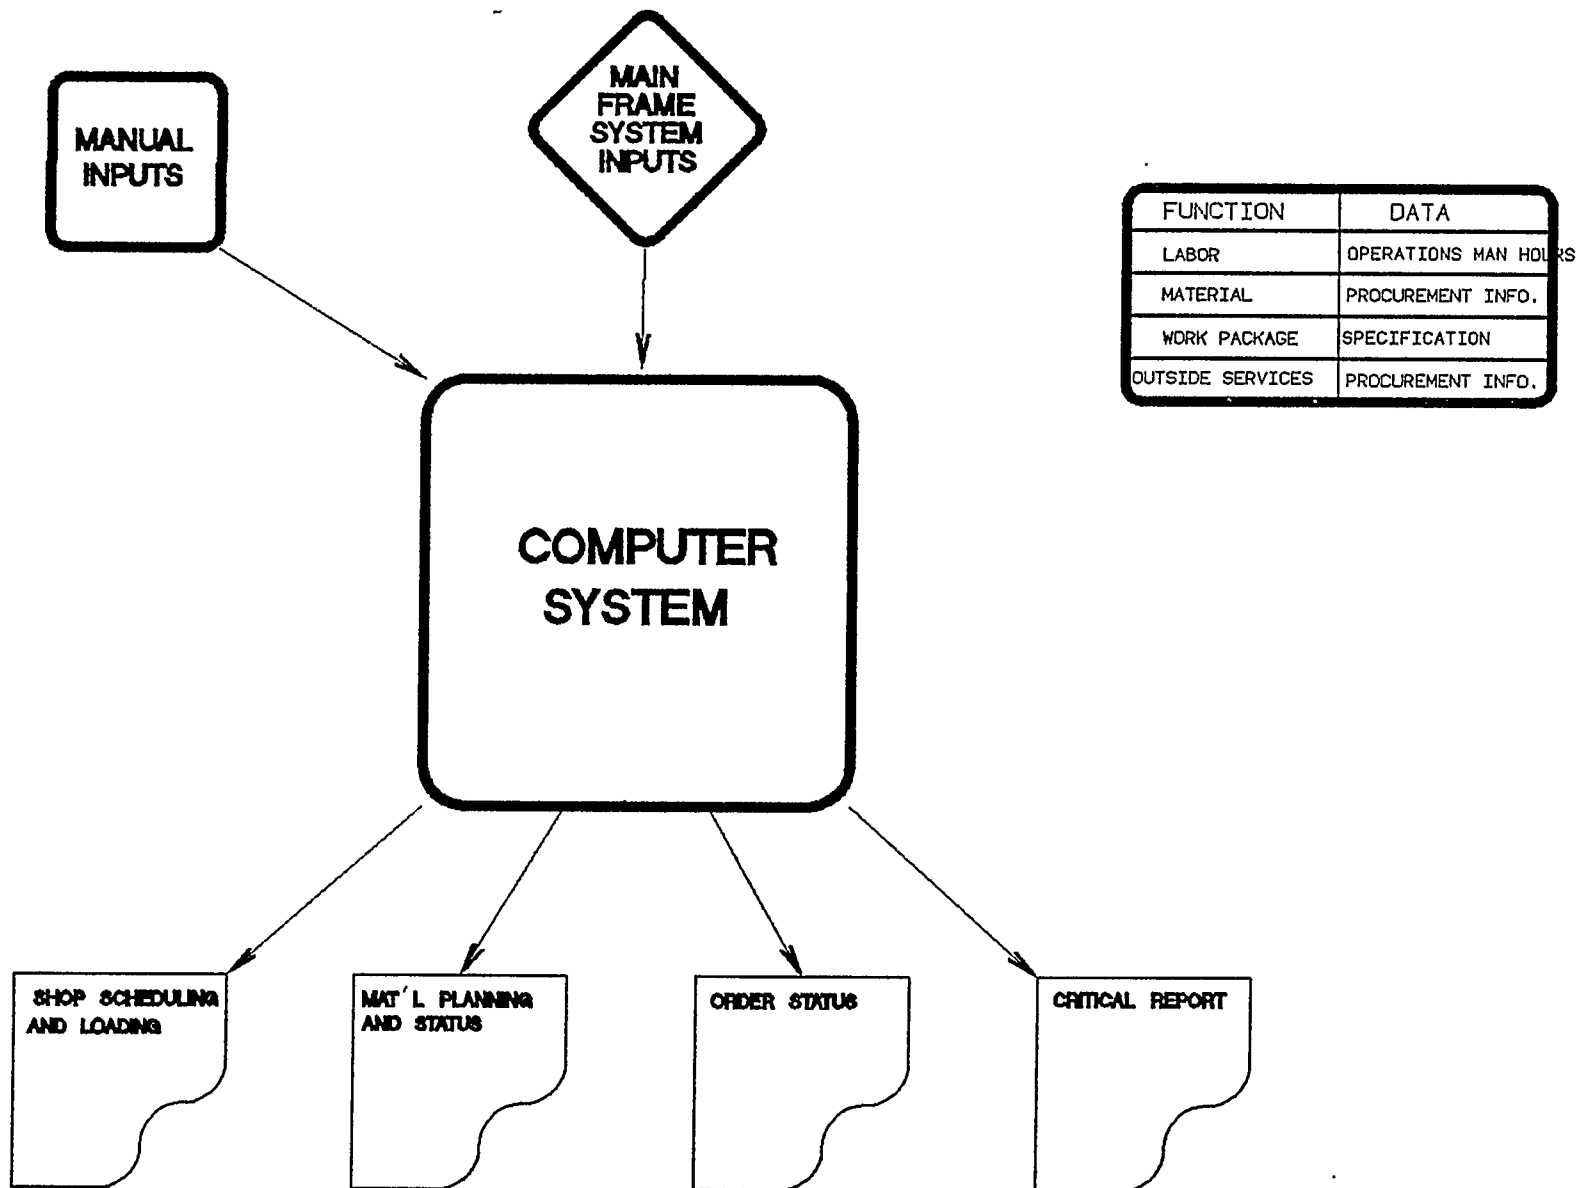 MANUAL
INPUTS
MAIN
FRAME
SYSTEM
INPUTS
FUNCTION DATA
LABOR OPERATIONS MAN HOURS
MATERIAL PROCUREMENT INFO.
WORK PACKAGE SPECIFICATION
OUTSIDE SERVICES PROCUREMENT INFO.
COMPUTER
SYSTEM
SHOP SCHEDULING
AND LOADING
MAT'L PLANNING
AND STATUS
ORDER STATUS
CRITICAL REPORT